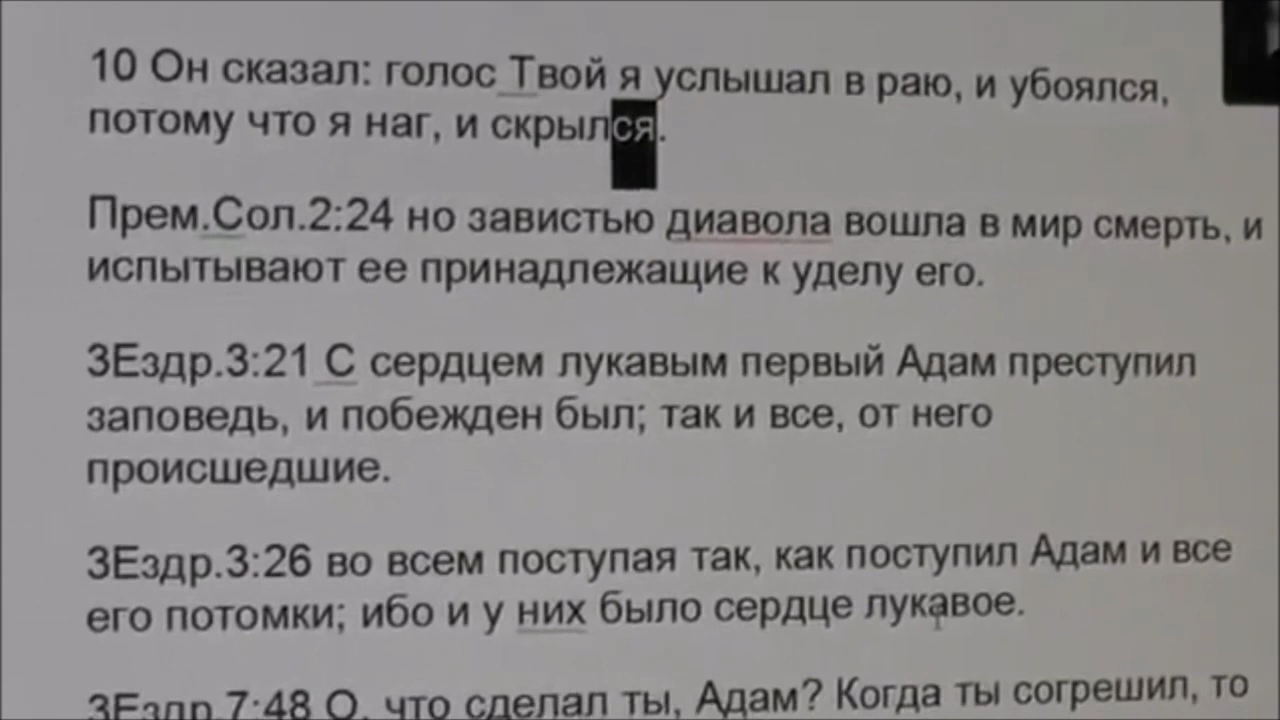 10 Он сказал: голос Твой я услышал в раю, и убоялся,
потому что я наг, и скрылся.
Прем.Сол.2:24 но завистью диавола вошла в мир смерть, и
испытывают ее принадлежащие к уделу его.
3Ездр.3:21 С сердцем лукавым первый Адам преступил
заповедь, и побежден был; так и все, от него
происшедшие.
3Ездр.3:26 во всем поступая так, как поступил Адам и все
его потомки; ибо и у них было сердце лукавое.
3Ездр.7:48 О, что сделал ты, Адам? Когда ты согрешил, то